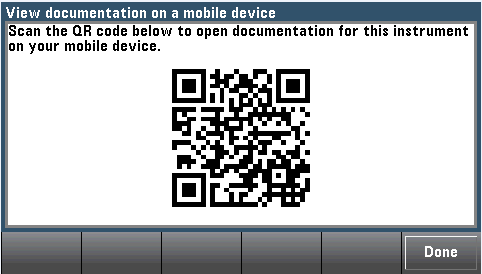 View documentation on a mobile device
Scan the QR code below to open documentation for this instrument
on your mobile device.
Done